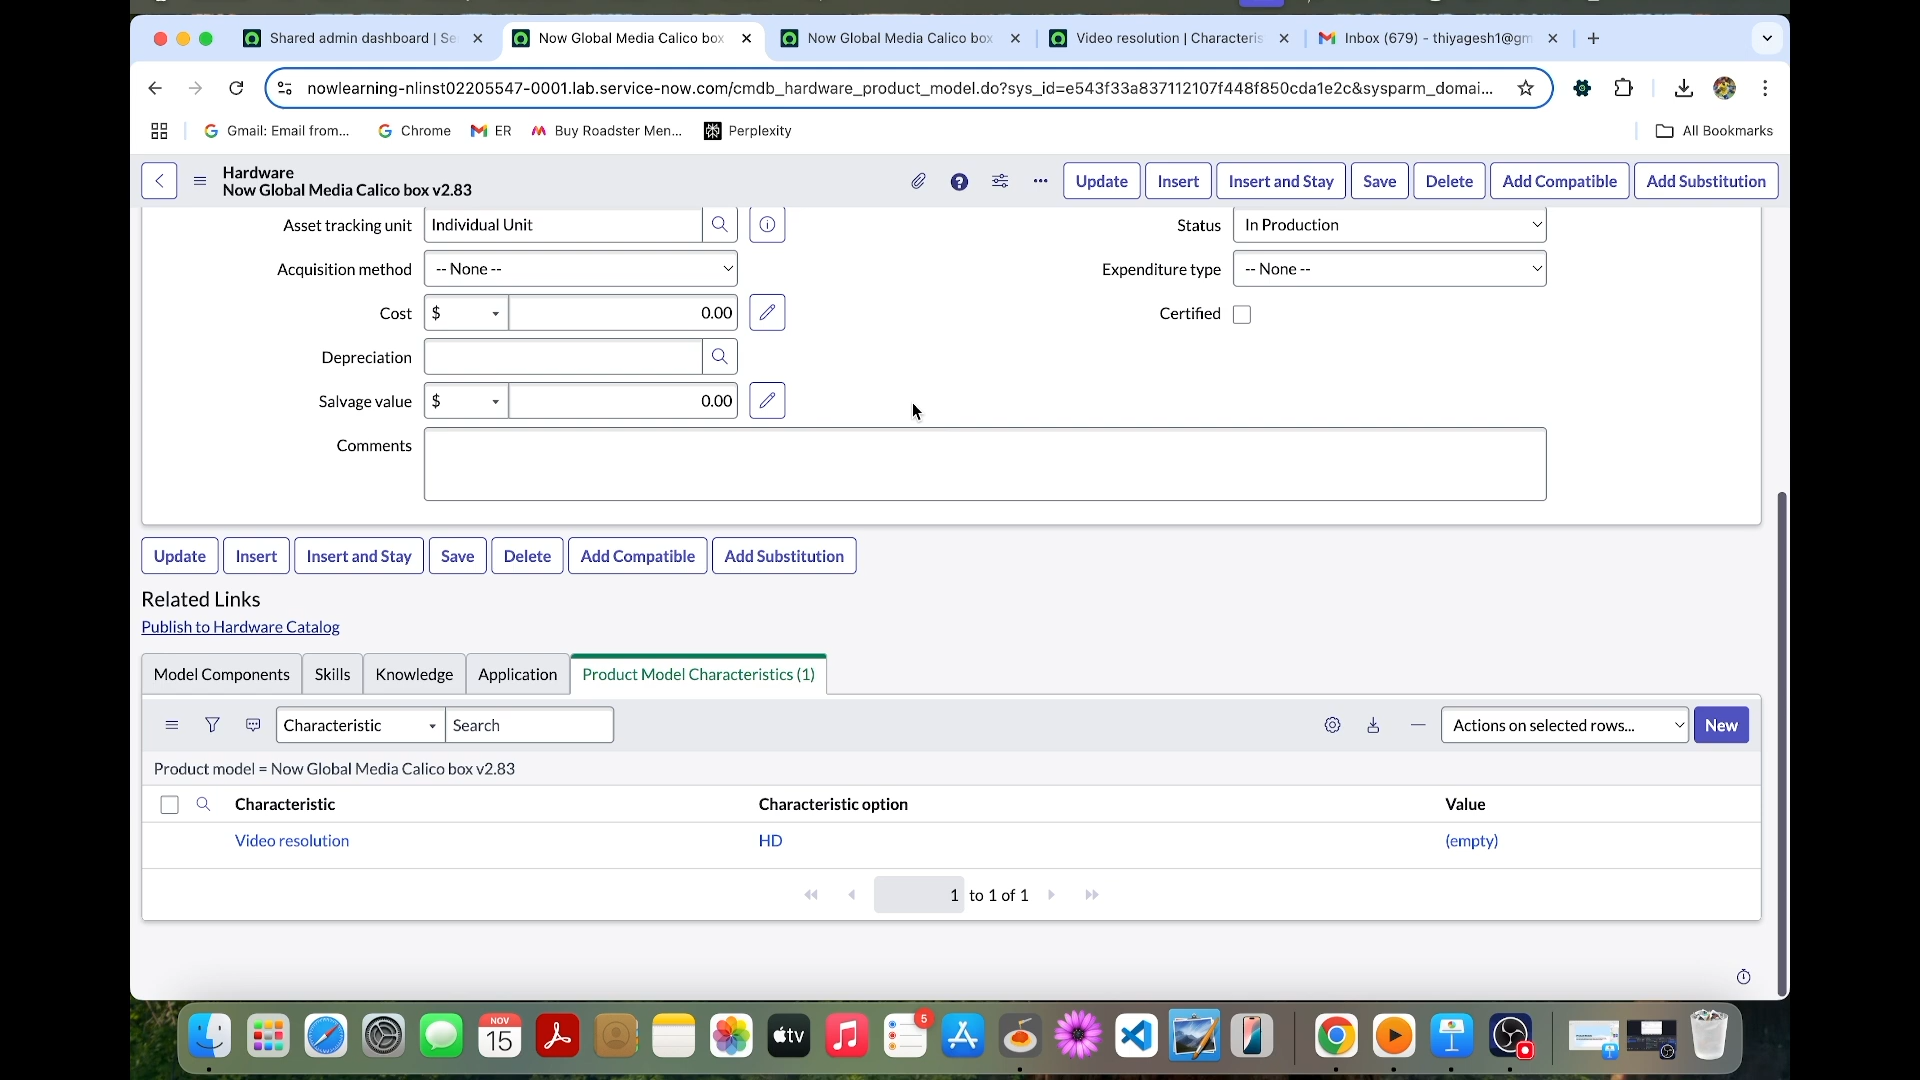 Shared admin dashboard | Se
Now Global Media Calico box
Now Global Media Calico box
Video resolution | Characteris
Inbox (679) - thiyagesh1@gm
nowlearning-nlinst02205547-0001.lab.service-now.com/cmdb_hardware_product_model.do?sys_id=e543f33a837112107f448f850cda1e2c&sysparm_domai...
Gmail: Email from...
Chrome
ER
Buy Roadster Men...
Perplexity
All Bookmarks
Hardware
Now Global Media Calico box v2.83
Update
Insert
Insert and Stay
Save
Delete
Add Compatible
Add Substitution
Asset tracking unit
Individual Unit
Status
In Production
Acquisition method
-- None --
Expenditure type
-- None --
Cost
$
0.00
Certified
Depreciation
Salvage value
$
0.00
Comments
Update
Insert
Insert and Stay
Save
Delete
Add Compatible
Add Substitution
Related Links
Publish to Hardware Catalog
Model Components
Skills
Knowledge
Application
Product Model Characteristics (1)
Characteristic
Search
Actions on selected rows...
New
Product model = Now Global Media Calico box v2.83
Characteristic
Characteristic option
Value
Video resolution
HD
(empty)
1 to 1 of 1
NOV
15
tv
5